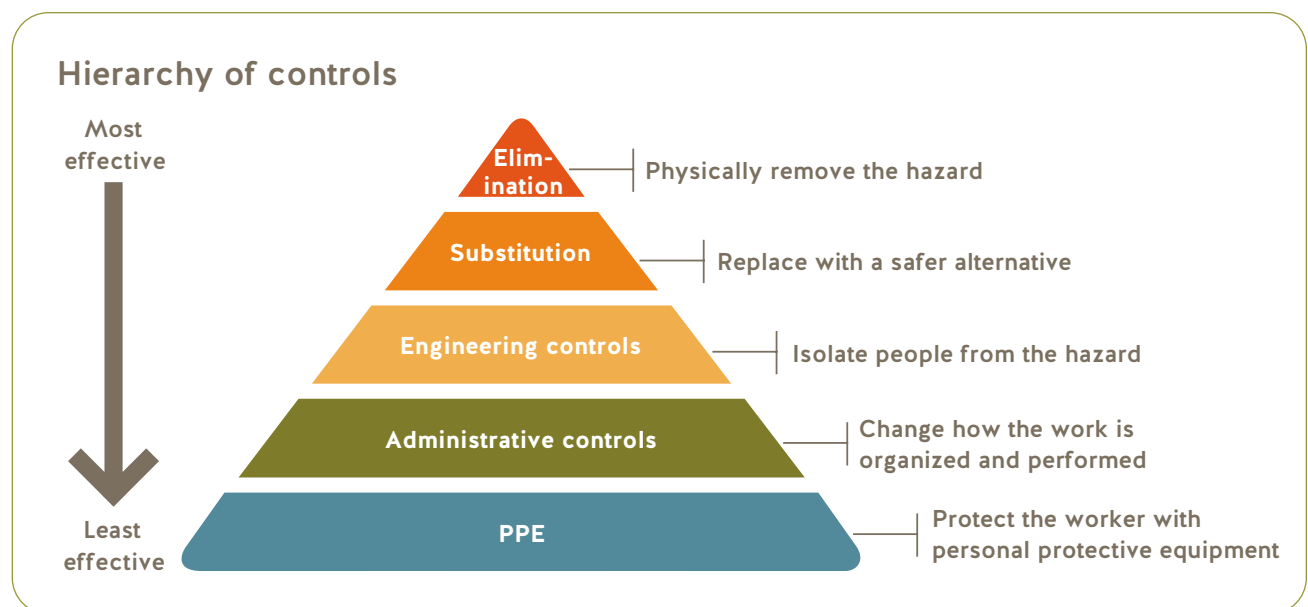 Hierarchy of controls
Most
effective
Elim-
ination
Physically remove the hazard
Substitution
Replace with a safer alternative
Engineering controls
Isolate people from the hazard
Administrative controls
Change how the work is
organized and performed
Least
effective
PPE
Protect the worker with
personal protective equipment